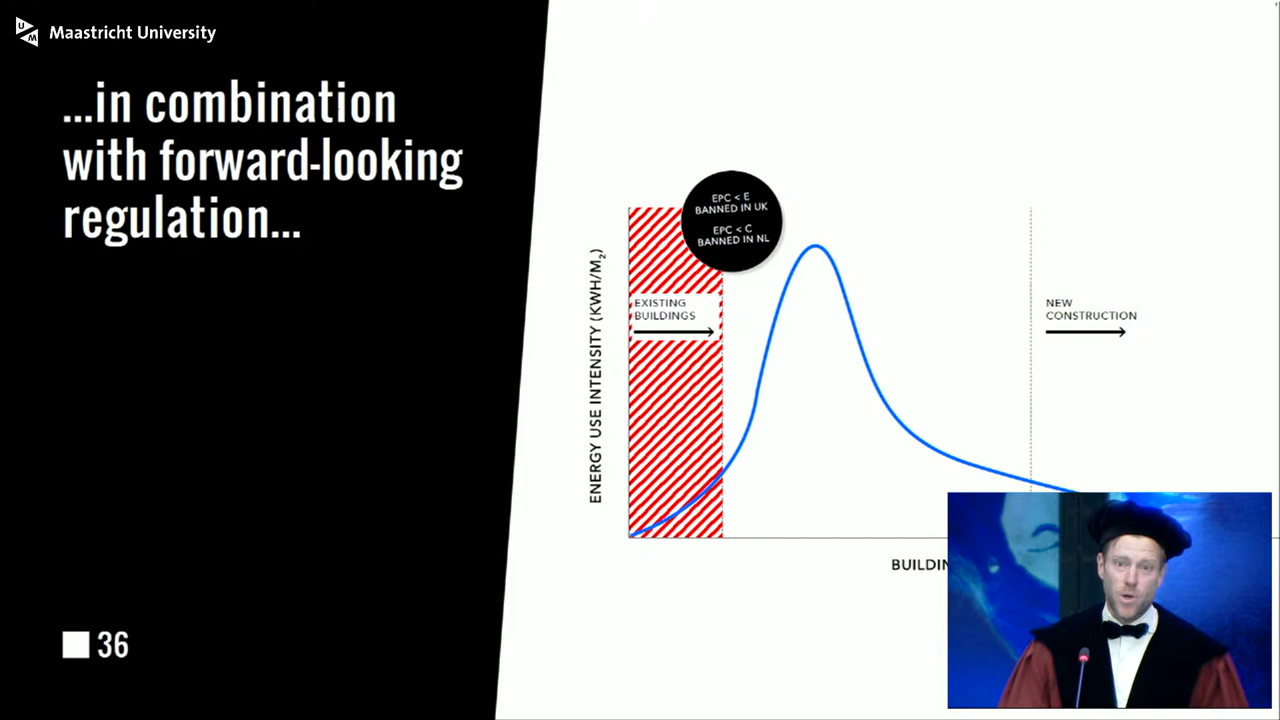 Maastricht University
...in combination
with forward-looking
regulation...
EPC < E
BANNED IN UK
EPC < C
BANNED IN NL
EXISTING
BUILDINGS
NEW
CONSTRUCTION
ENERGY USE INTENSITY (KWH/M2)
36